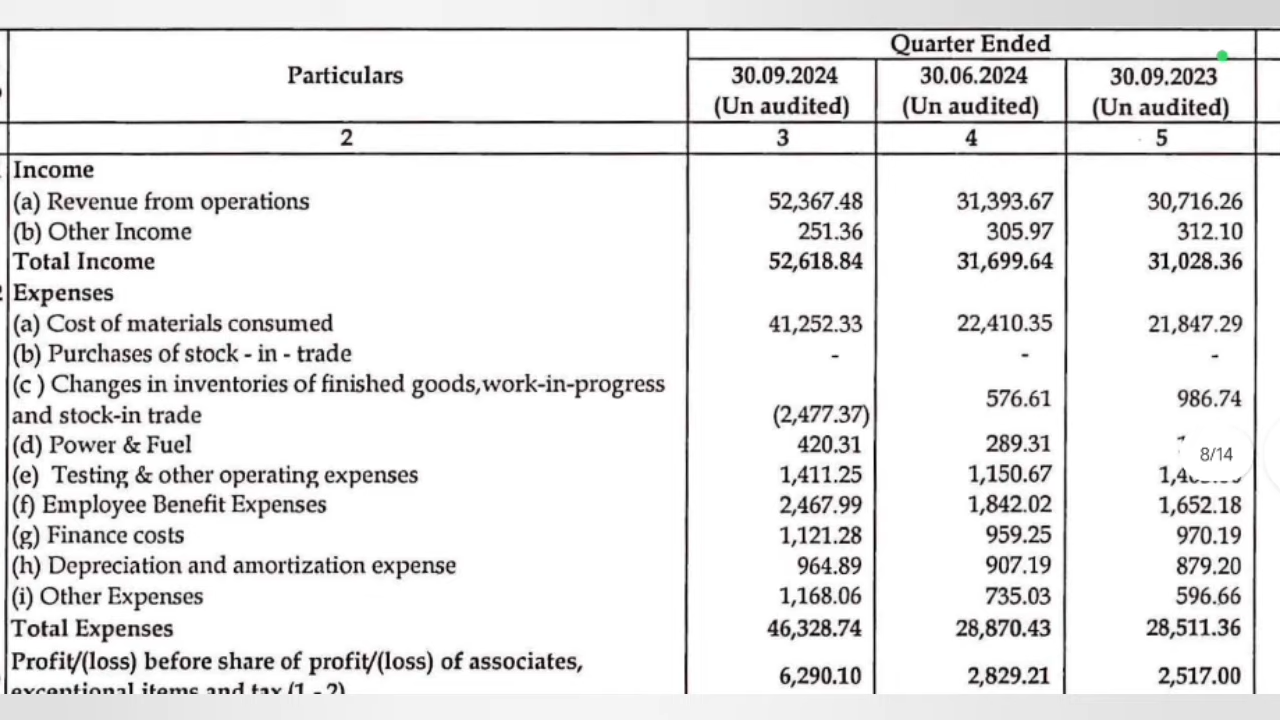 Quarter Ended
Particulars 30.09.2024 30.06.2024 30.09.2023
(Un audited) (Un audited) (Un audited)
2 3 4 5
Income
(a) Revenue from operations 52,367.48 31,393.67 30,716.26
(b) Other Income 251.36 305.97 312.10
Total Income 52,618.84 31,699.64 31,028.36
Expenses
(a) Cost of materials consumed 41,252.33 22,410.35 21,847.29
(b) Purchases of stock - in - trade - - -
(c ) Changes in inventories of finished goods,work-in-progress
and stock-in trade (2,477.37) 576.61 986.74
(d) Power & Fuel 420.31 289.31
8/14
(e) Testing & other operating expenses 1,411.25 1,150.67
(f) Employee Benefit Expenses 2,467.99 1,842.02 1,652.18
(g) Finance costs 1,121.28 959.25 970.19
(h) Depreciation and amortization expense 964.89 907.19 879.20
(i) Other Expenses 1,168.06 735.03 596.66
Total Expenses 46,328.74 28,870.43 28,511.36
Profit/(loss) before share of profit/(loss) of associates,
6,290.10 2,829.21 2,517.00
exceptional items and tax (1 - 2)